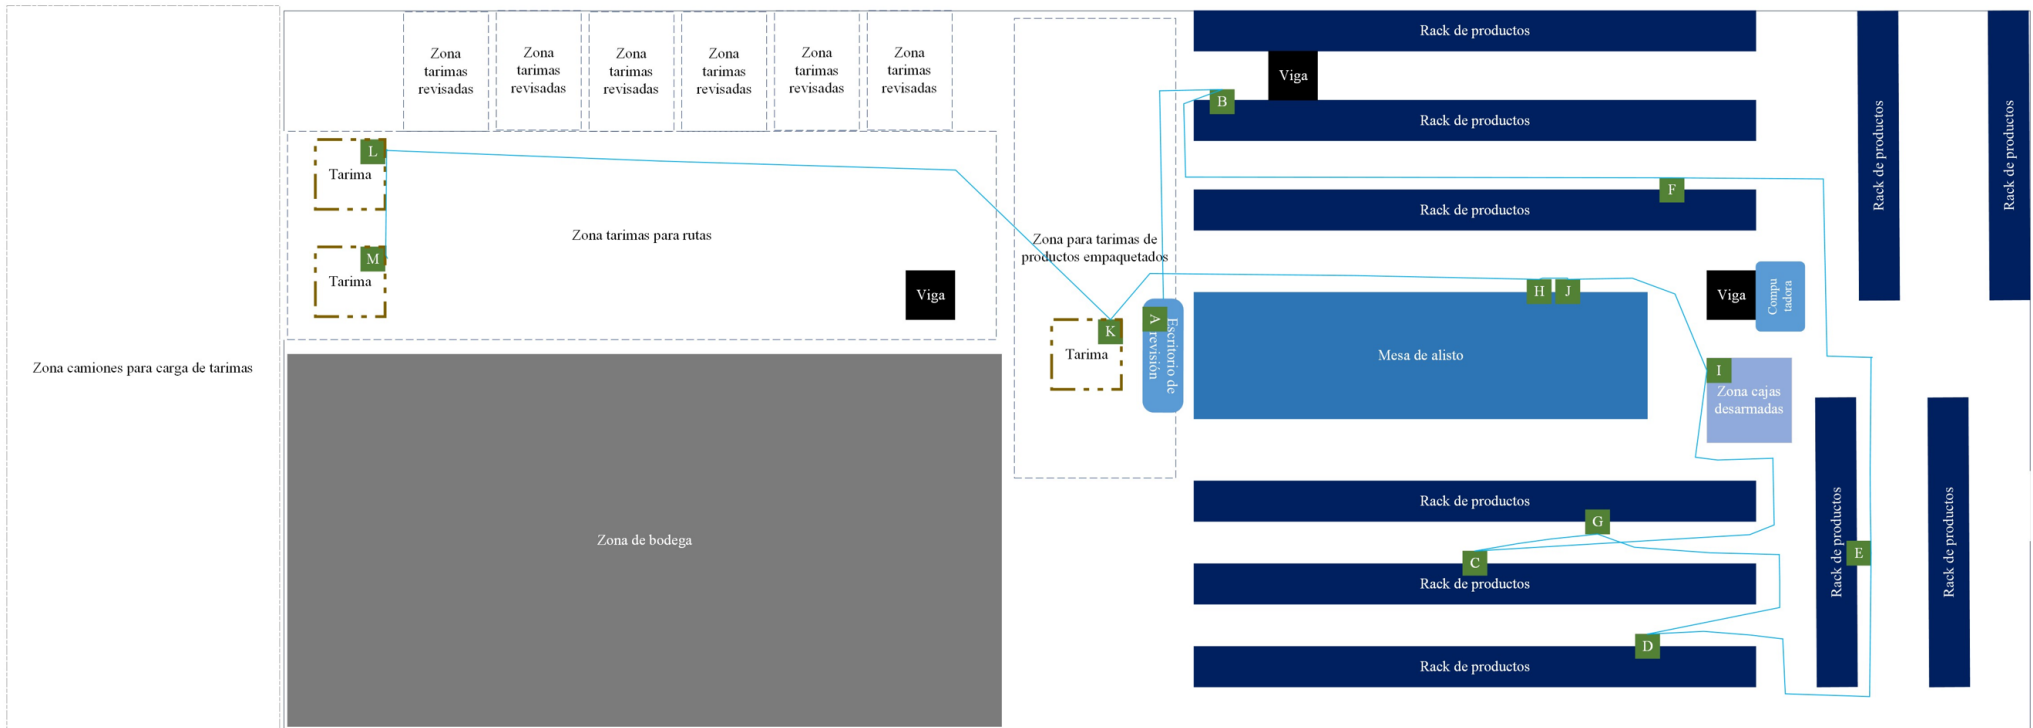 Zona
tarimas
revisadas
Zona
tarimas
revisadas
Zona
tarimas
revisadas
Zona
tarimas
revisadas
Zona
tarimas
revisadas
Zona
tarimas
revisadas
Rack de productos
Viga
B
Rack de productos
F
Rack de productos
Rack de productos
Rack de productos
L
Tarima
M
Tarima
Zona tarimas para rutas
Viga
Zona para tarimas de
productos empaquetados
K
Tarima
A
Escritorio de
revisión
H
J
Mesa de alisto
Viga
Compu
tadora
I
Zona cajas
desarmadas
Zona camiones para carga de tarimas
Zona de bodega
Rack de productos
G
C
Rack de productos
D
Rack de productos
Rack de productos
E
Rack de productos